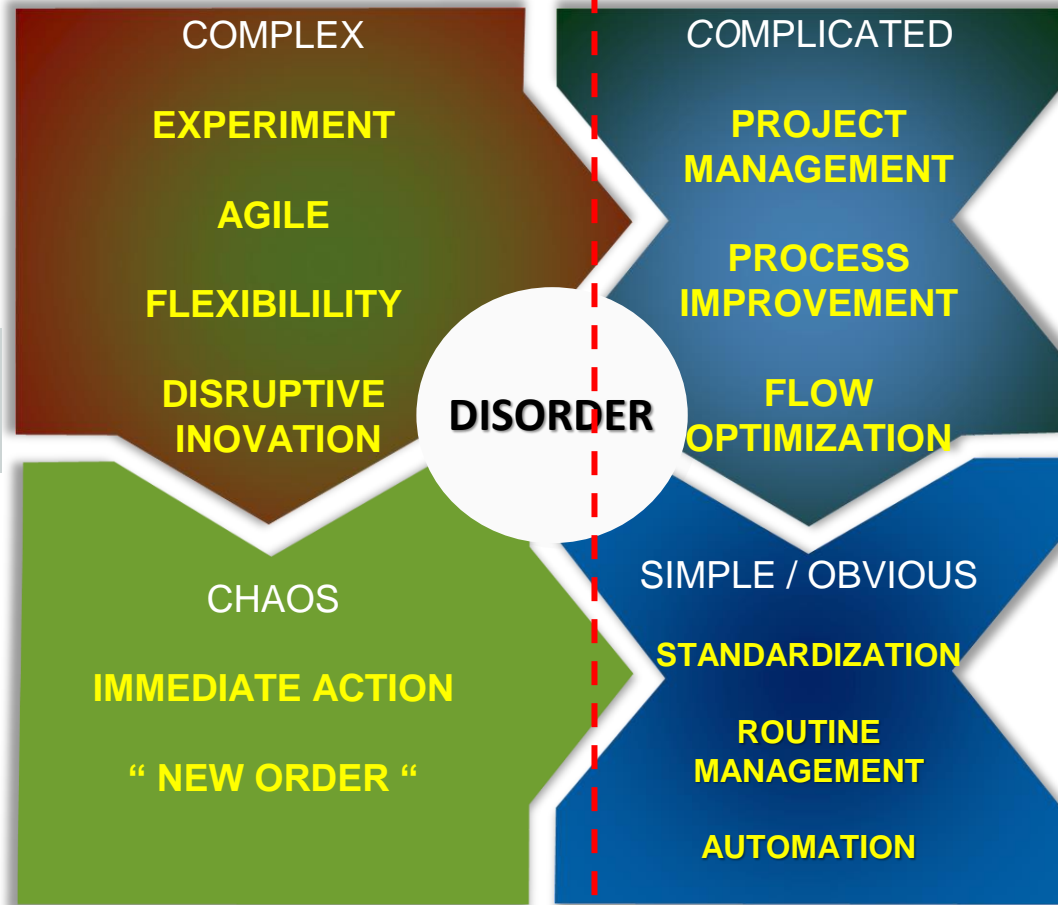 COMPLEX
EXPERIMENT
AGILE
FLEXIBILILITY
DISRUPTIVE
INOVATION
COMPLICATED
PROJECT
MANAGEMENT
PROCESS
IMPROVEMENT
FLOW
OPTIMIZATION
DISORDER
CHAOS
IMMEDIATE ACTION
“ NEW ORDER “
SIMPLE / OBVIOUS
STANDARDIZATION
ROUTINE
MANAGEMENT
AUTOMATION